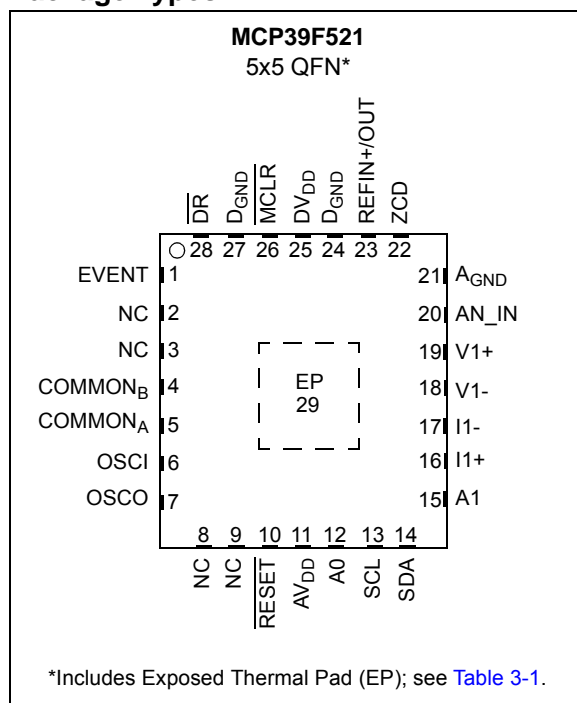 MCP39F521
5x5 QFN*
DR
DGND
MCLR
DVDD
DGND
REFIN+/OUT
ZCD
28 27 26 25 24 23 22
EVENT 1
NC 2
NC 3
COMMONB 4
COMMONA 5
OSCI 6
OSCO 7
EP
29
21 AGND
20 AN_IN
19 V1+
18 V1-
17 I1-
16 I1+
15 A1
8 9 10 11 12 13 14
NC
NC
RESET
AVDD
A0
SCL
SDA
*Includes Exposed Thermal Pad (EP); see Table 3-1.